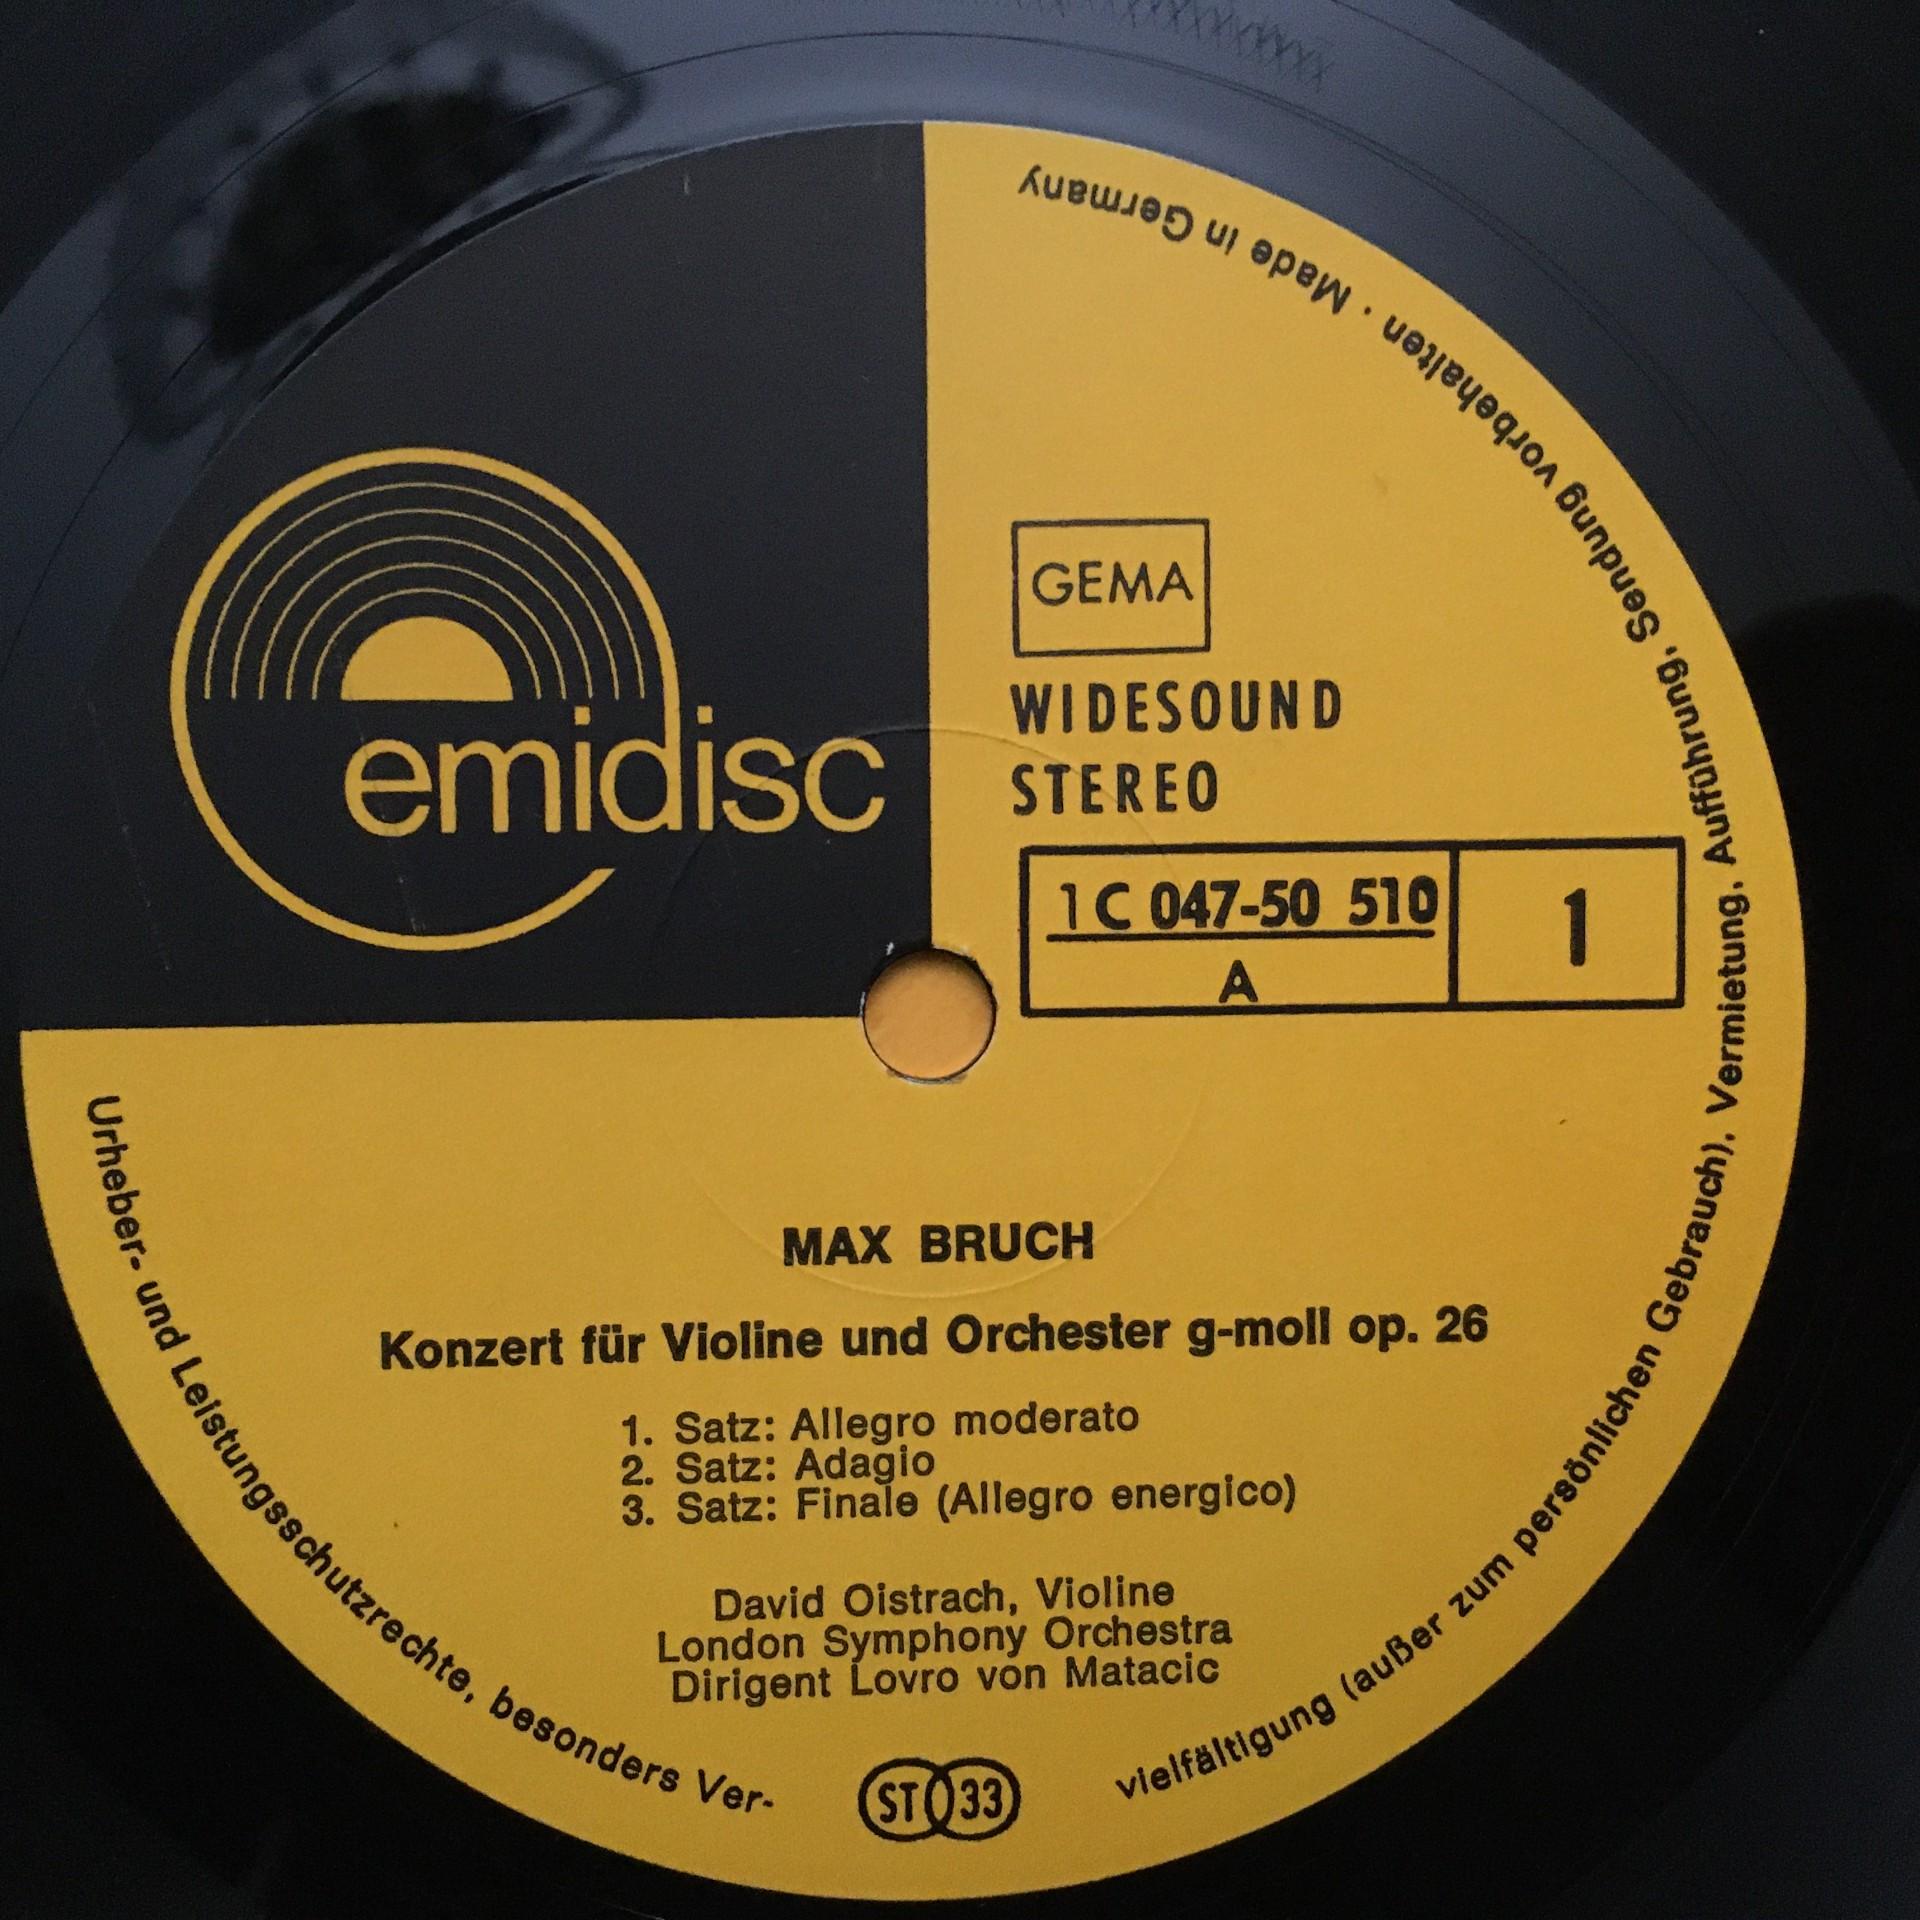 emidisc
GEMA
WIDESOUND
STEREO
1C 047-50 510
A
1
MAX BRUCH
Konzert für Violine und Orchester g-moll op. 26
1. Satz: Allegro moderato
2. Satz: Adagio
3. Satz: Finale (Allegro energico)
David Oistrach, Violine
London Symphony Orchestra
Dirigent Lovro von Matacic
ST 33
Urheber- und Leistungsschutzrechte, besonders Ver-
vielfältigung (außer zum persönlichen Gebrauch), Vermietung, Aufführung, Sendung vorbehalten · Made in Germany